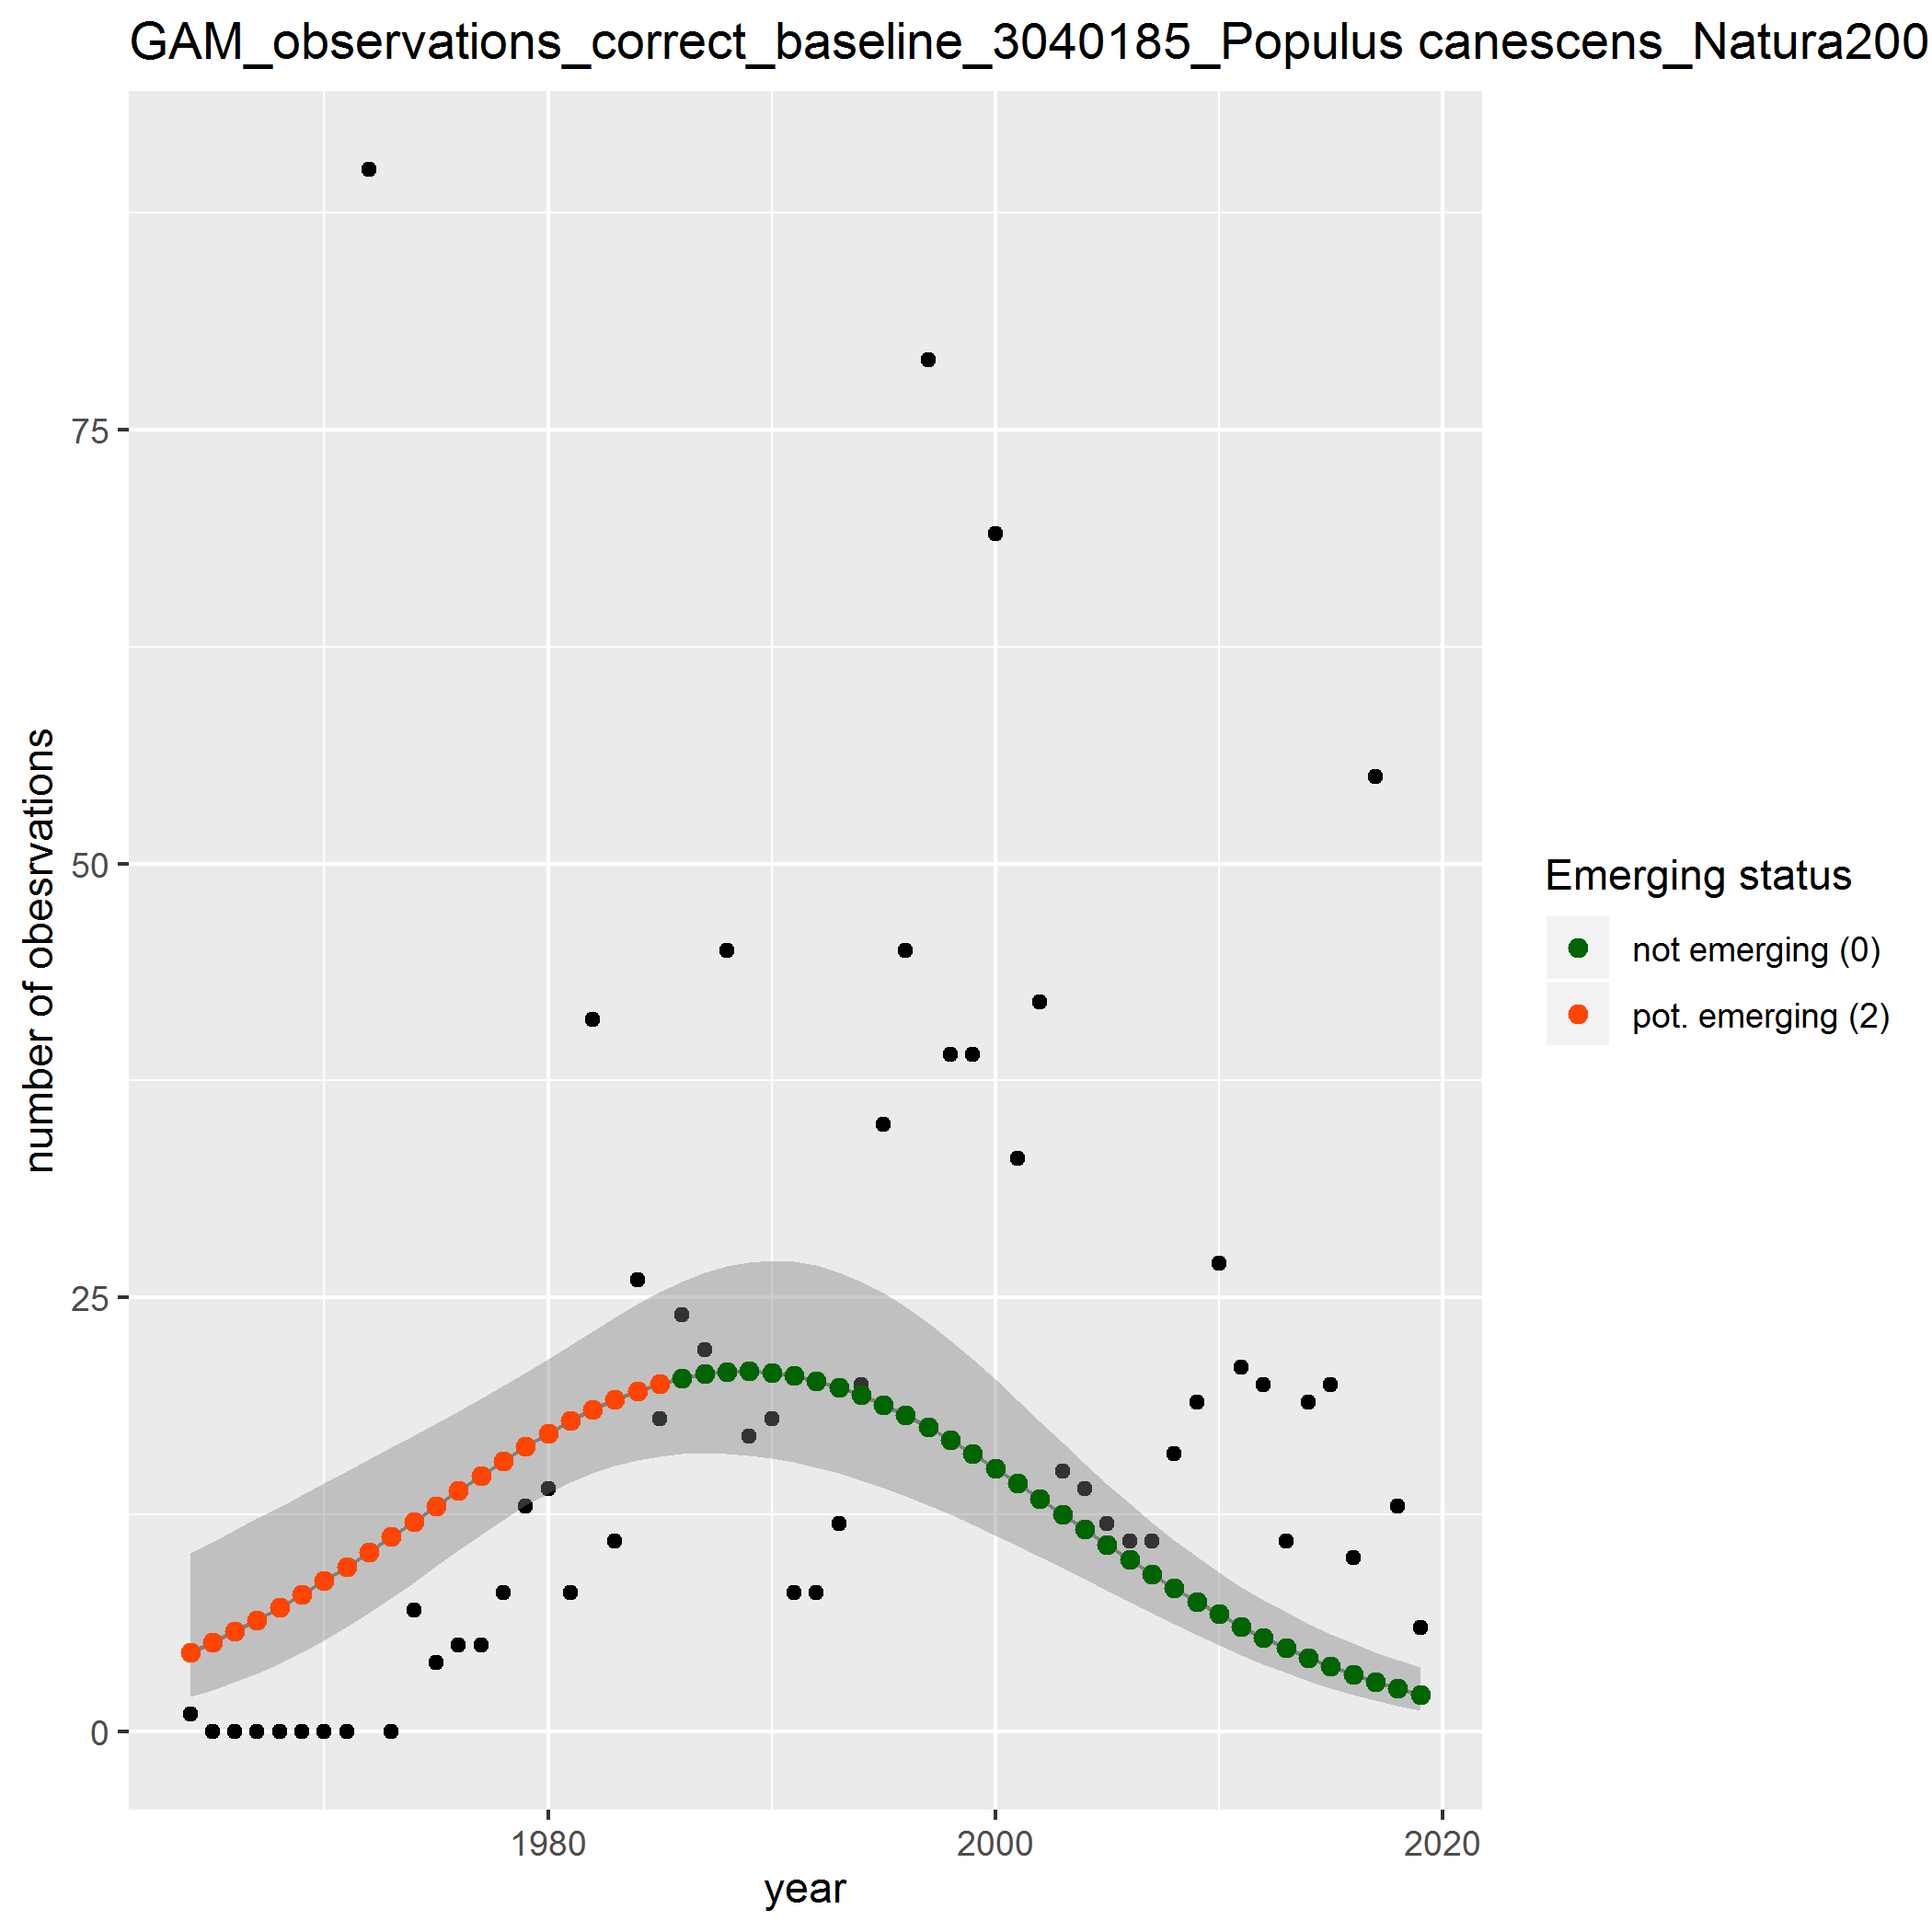 GAM_observations_correct_baseline_3040185_Populus canescens_Natura200
number of obesrvations
75
50
25
0
1980
2000
2020
year
Emerging status
not emerging (0)
pot. emerging (2)